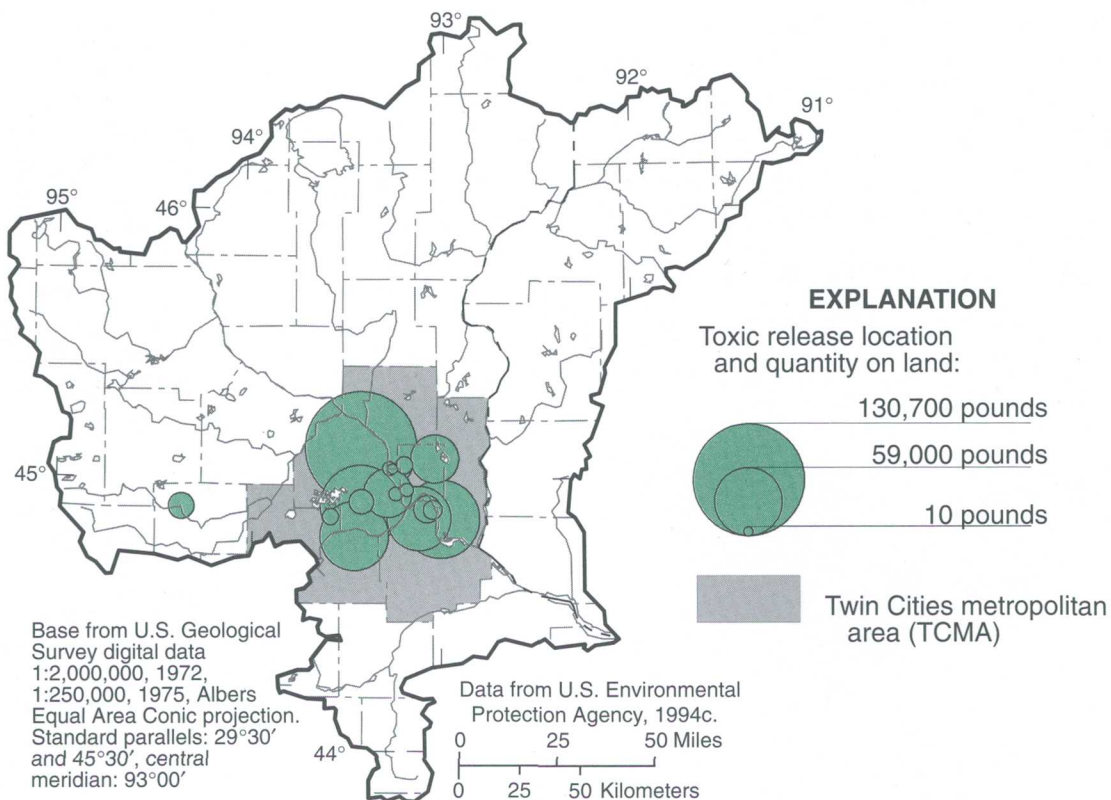 93°
92°
91°
94°
95°
46°
45°
44°
EXPLANATION
Toxic release location
and quantity on land:
130,700 pounds
59,000 pounds
10 pounds
Twin Cities metropolitan
area (TCMA)
Base from U.S. Geological
Survey digital data
1:2,000,000, 1972,
1:250,000, 1975, Albers
Equal Area Conic projection.
Standard parallels: 29°30′
and 45°30′, central
meridian: 93°00′
Data from U.S. Environmental
Protection Agency, 1994c.
0 25 50 Miles
0 25 50 Kilometers